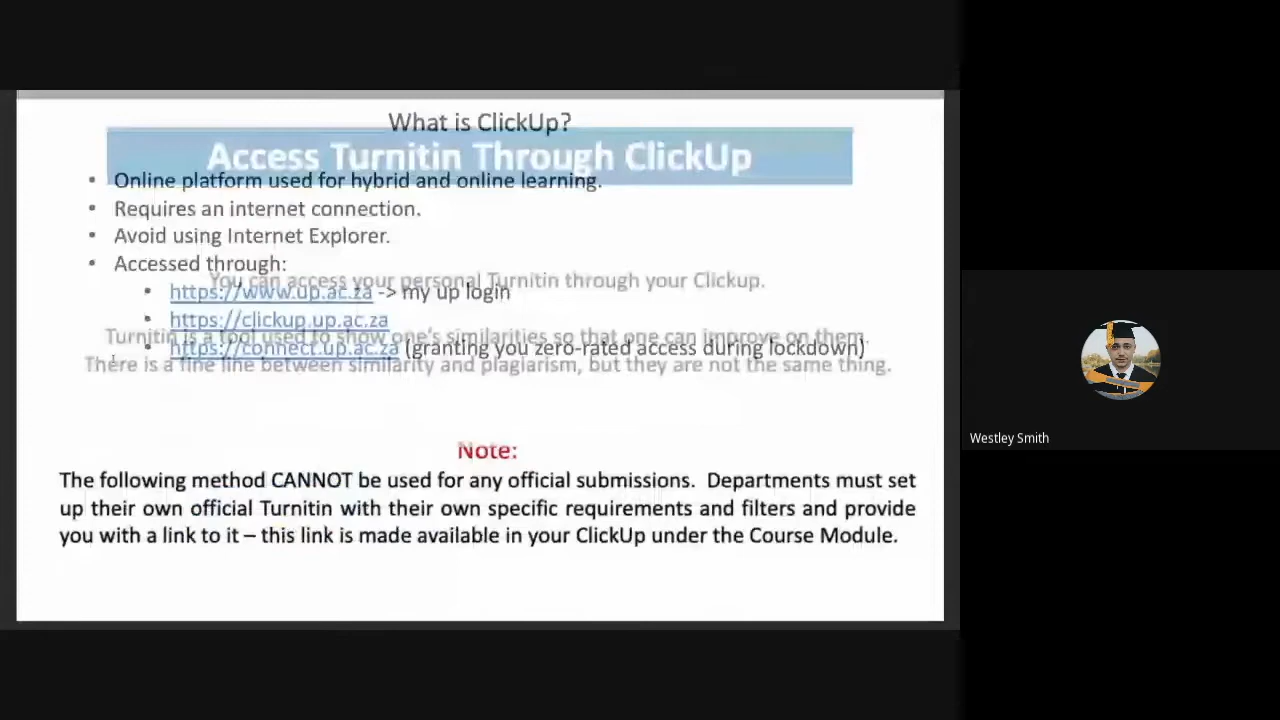 What is ClickUp?
Access Turnitin Through ClickUp
• Online platform used for hybrid and online learning.
• Requires an internet connection.
• Avoid using Internet Explorer.
• Accessed through:
You can access your personal Turnitin through your Clickup.
• https://www.up.ac.za -> my up login
• https://clickup.up.ac.za
Turnitin is a tool used to show one's similarities so that one can improve on them.
• https://connect.up.ac.za (granting you zero-rated access during lockdown)
There is a fine line between similarity and plagiarism, but they are not the same thing.
Note:
The following method CANNOT be used for any official submissions. Departments must set
up their own official Turnitin with their own specific requirements and filters and provide
you with a link to it – this link is made available in your ClickUp under the Course Module.
Westley Smith